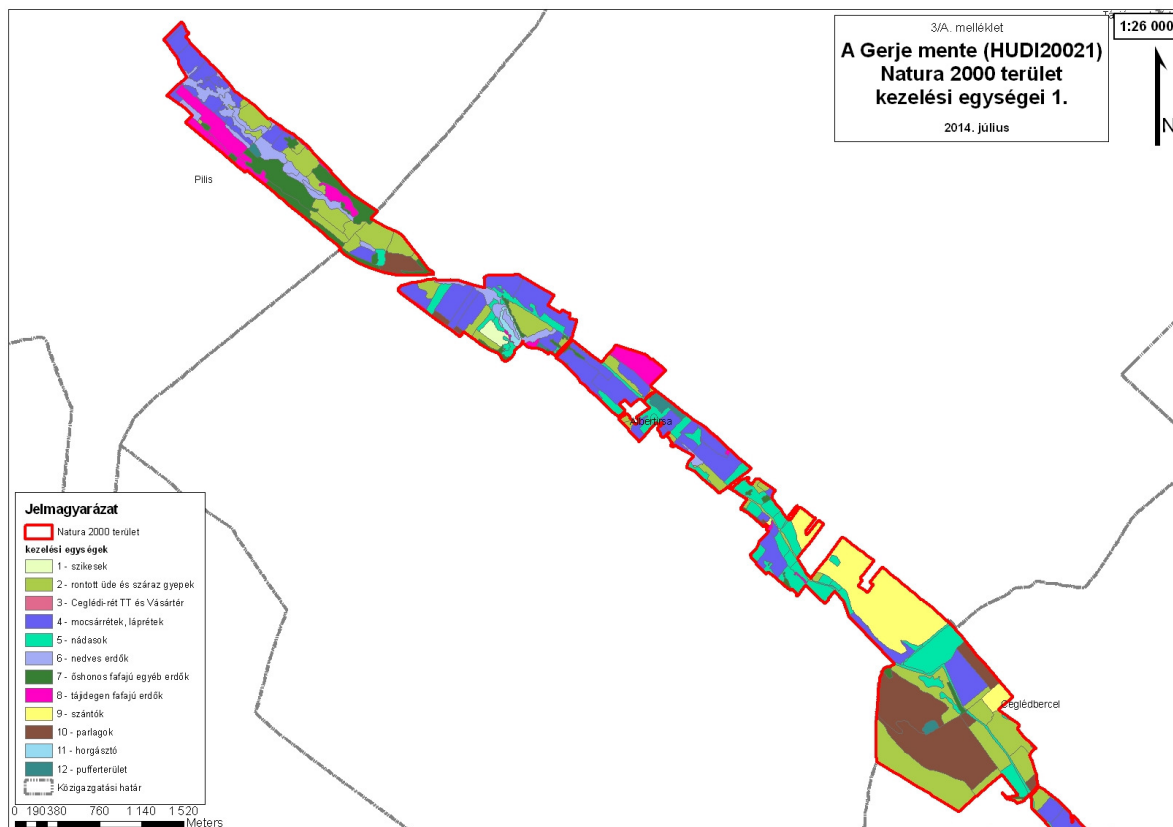 3/A. melléklet
A Gerje mente (HUDI20021)
Natura 2000 terület
kezelési egységei 1.
2014. július
1:26 000
N
Pilis
Albertirsa
Ceglédbercel
Jelmagyarázat
Natura 2000 terület
kezelési egységek
1 - szikesek
2 - rontott üde és száraz gyepek
3 - Ceglédi-rét TT és Vásártér
4 - mocsárrétek, láprétek
5 - nádasok
6 - nedves erdők
7 - őshonos fafajú egyéb erdők
8 - tájidegen fafajú erdők
9 - szántók
10 - parlagok
11 - horgásztó
12 - pufferterület
Közigazgatási határ
0 190 380 760 1 140 1 520
Meters